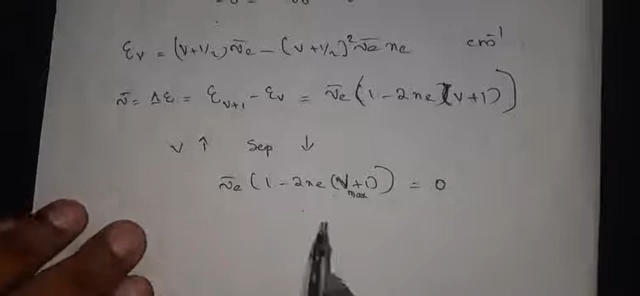 εv = (v+1/2)ν̄e – (v+1/2)²ν̄e xe cm⁻¹
ν̄ = Δε = εv+1 – εv = ν̄e(1–2xe(v+1))
v ↑ Sep ↓
ν̄e(1–2xe(vmax+1)) = 0